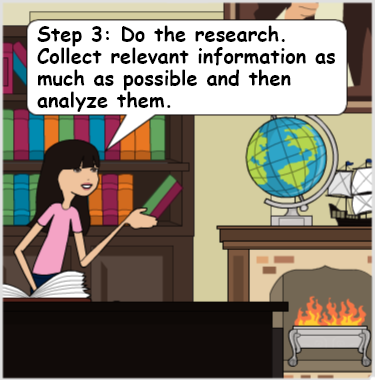 Step 3: Do the research.
Collect relevant information as
much as possible and then
analyze them.